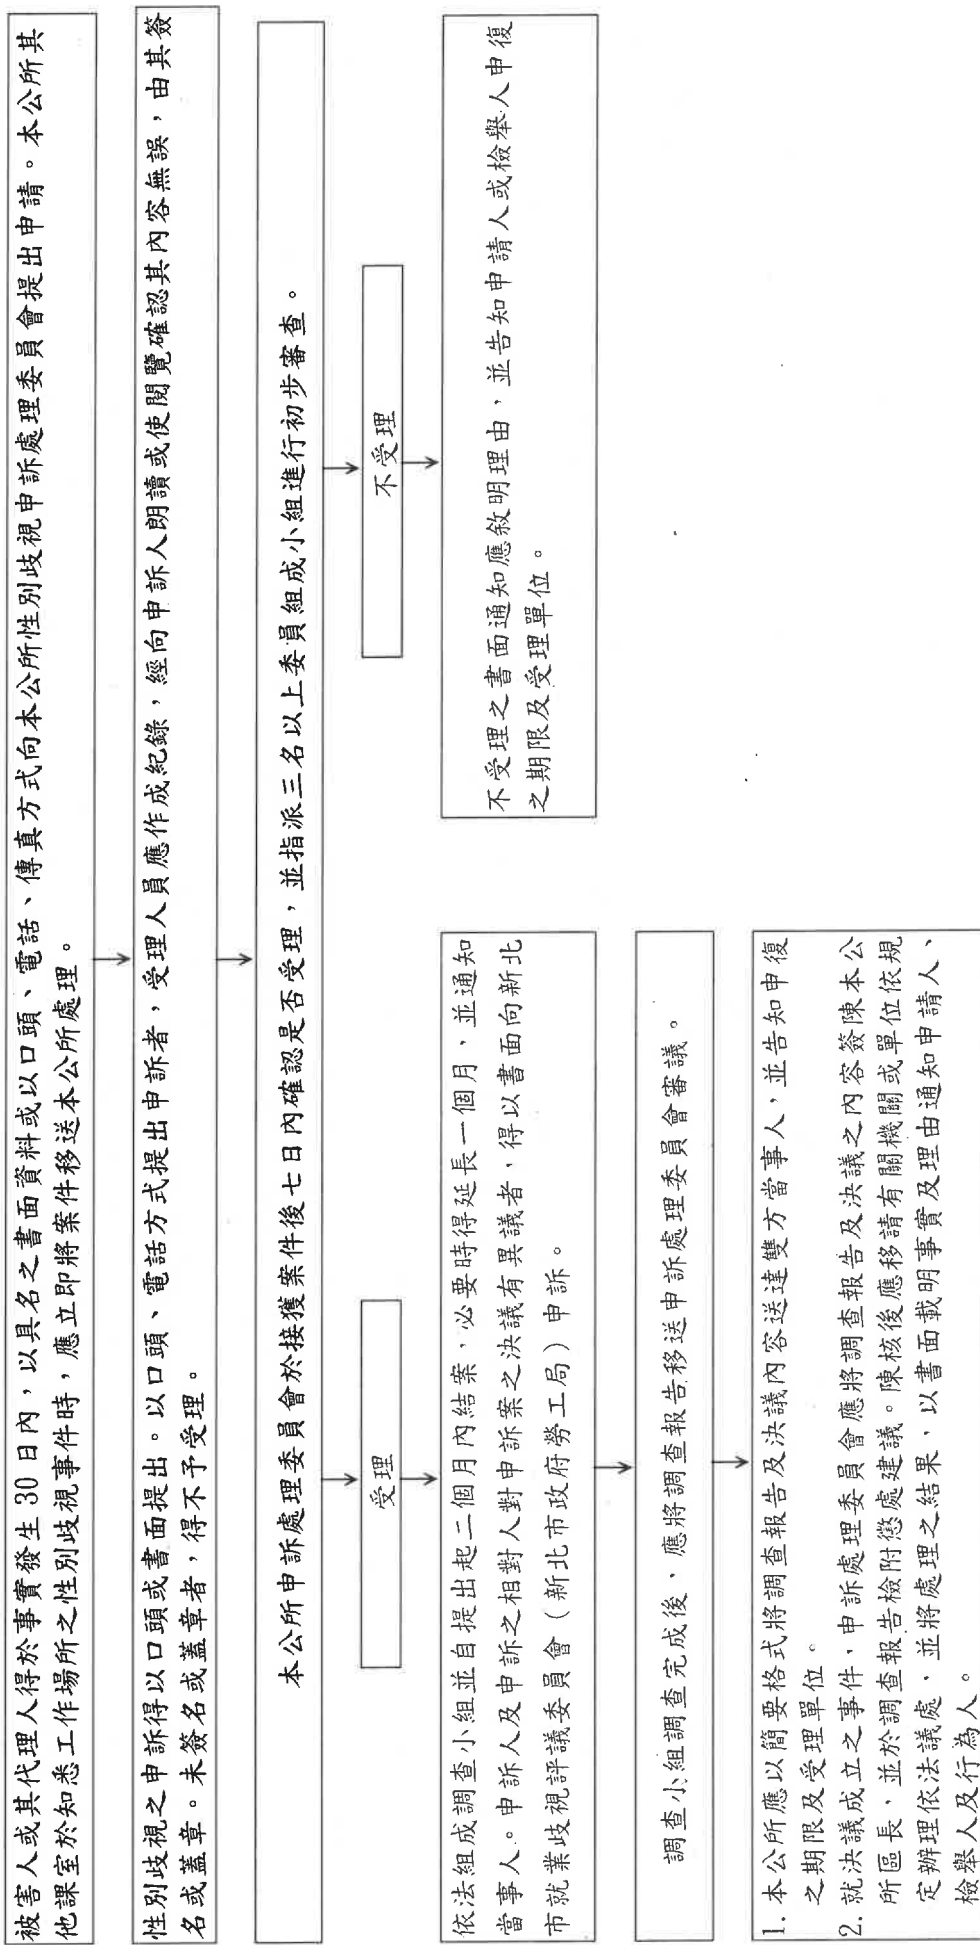 被害人或其代理人得於事實發生 30 日內，以具名之書面資料或以口頭、電話、傳真方式向本公所性別歧視申訴處理委員會提出申請。本公所其
他課室於知悉工作場所之性別歧視事件時，應立即將案件移送本公所處理。
性別歧視之申訴得以口頭或書面提出。以口頭、電話方式提出申訴者，受理人員應作成紀錄，經向申訴人朗讀或使閱覽確認其內容無誤，由其簽
名或蓋章。未簽名或蓋章者，得不予受理。
本公所申訴處理委員會於接獲案件後七日內確認是否受理，並指派三名以上委員組成小組進行初步審查。
受理
不受理
依法組成調查小組並自提出起二個月內結案，必要時得延長一個月，並通知
當事人。申訴人及申訴之相對人對申訴案之決議有異議者，得以書面向新北
市就業歧視評議委員會（新北市政府勞工局）申訴。
不受理之書面通知應敘明理由，並告知申請人或檢舉人申復
之期限及受理單位。
調查小組調查完成後、應將調查報告移送申訴處理委員會審議。
1. 本公所應以簡要格式將調查報告及決議內容送達雙方當事人，並告知申復
之期限及受理單位。
2. 就決議成立之事件，申訴處理委員會應將調查報告及決議之內容簽陳本公
所區長、並於調查報告檢附懲處建議。陳核後應移請有關機關或單位依規
定辦理依法議處、並將處理之結果、以書面載明事實及理由通知申請人、
檢舉人及行為人。